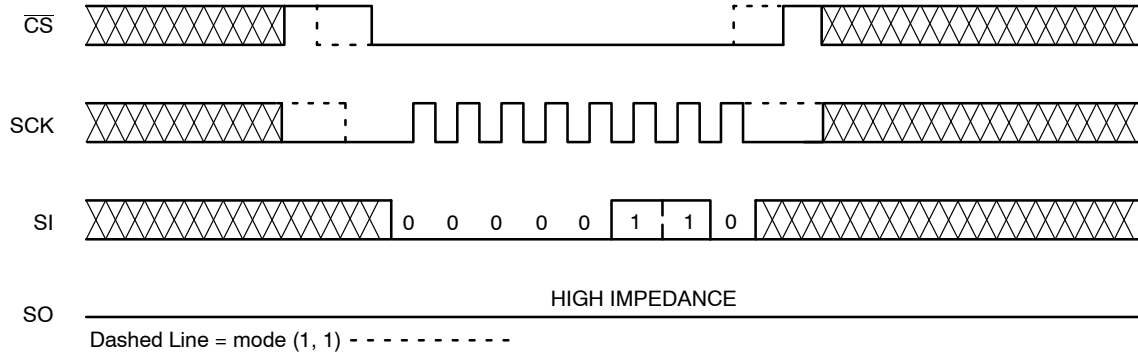 CS
SCK
SI
0 0 0 0 0 1 1 0
SO
HIGH IMPEDANCE
Dashed Line = mode (1, 1)